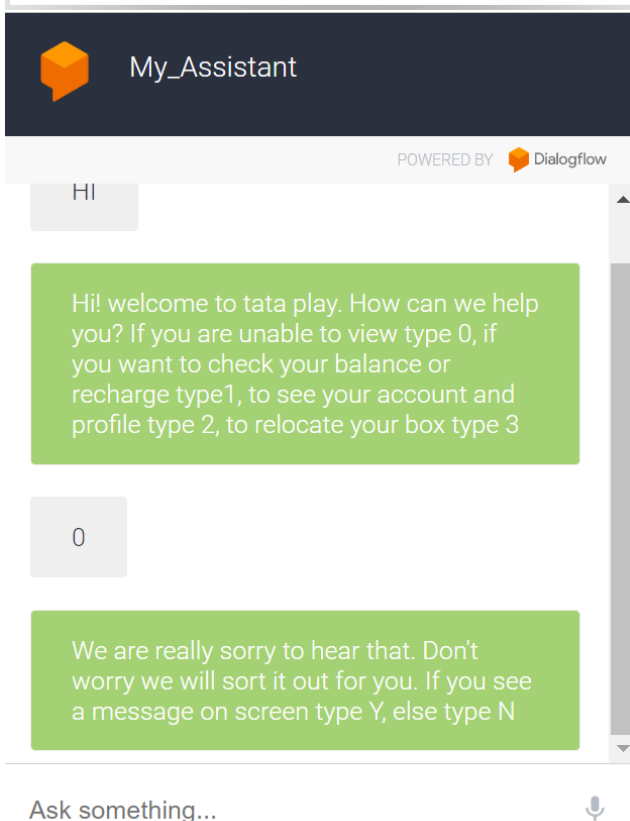 My_Assistant
POWERED BY Dialogflow
HI
Hi! welcome to tata play. How can we help
you? If you are unable to view type 0, if
you want to check your balance or
recharge type1, to see your account and
profile type 2, to relocate your box type 3
0
We are really sorry to hear that. Don't
worry we will sort it out for you. If you see
a message on screen type Y, else type N
Ask something...